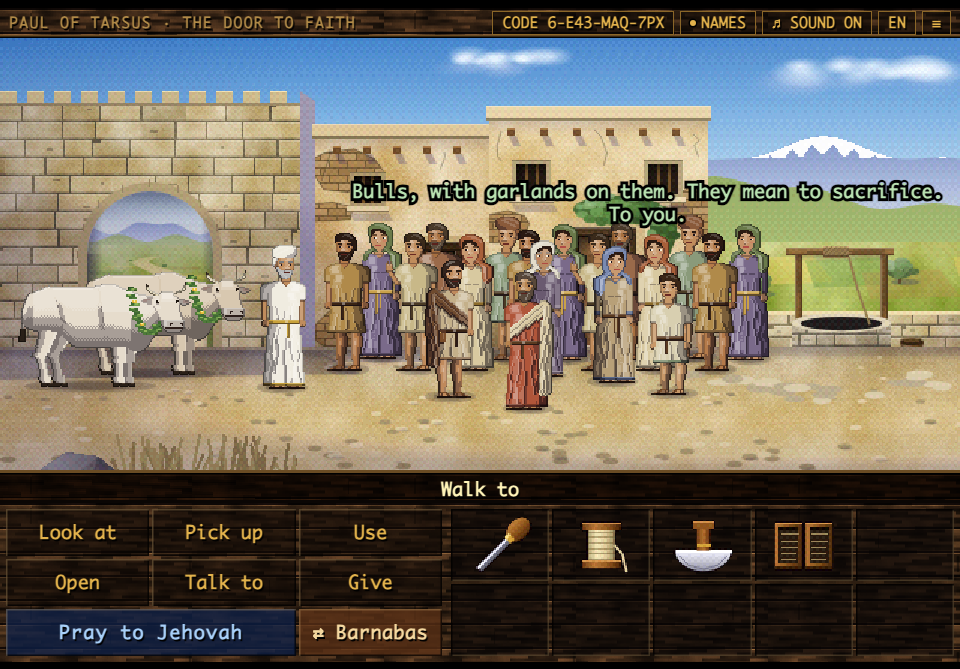 PAUL OF TARSUS · THE DOOR TO FAITH
CODE 6-E43-MAQ-7PX
• NAMES
♬ SOUND ON
EN
≡
Bulls, with garlands on them. They mean to sacrifice.
To you.
Walk to
Look at
Pick up
Use
Open
Talk to
Give
Pray to Jehovah
⇄ Barnabas